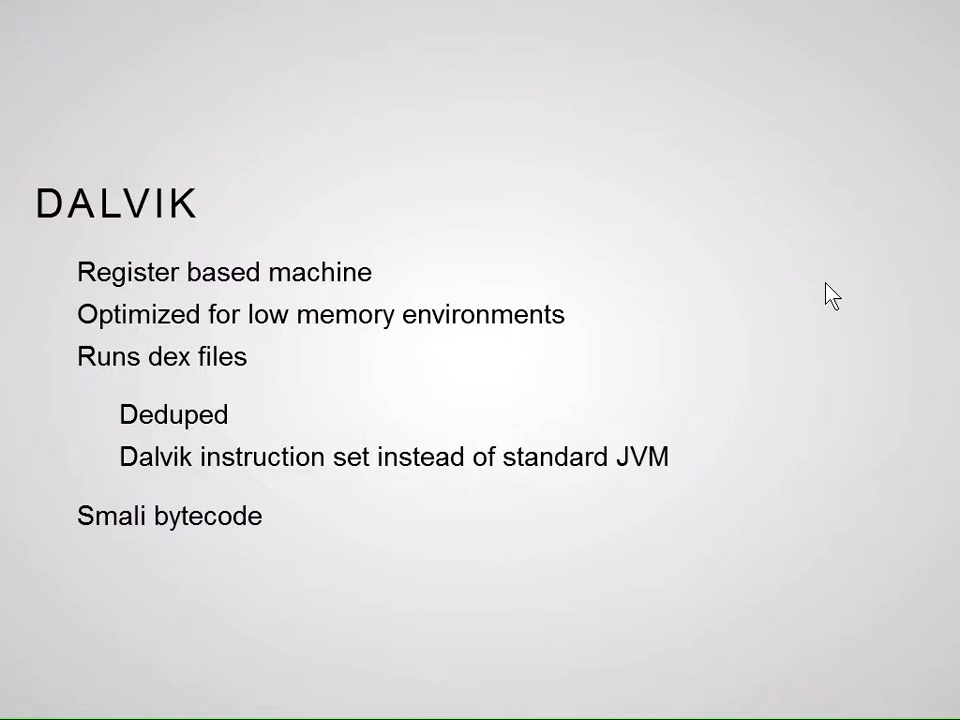 DALVIK
Register based machine
Optimized for low memory environments
Runs dex files
Deduped
Dalvik instruction set instead of standard JVM
Smali bytecode